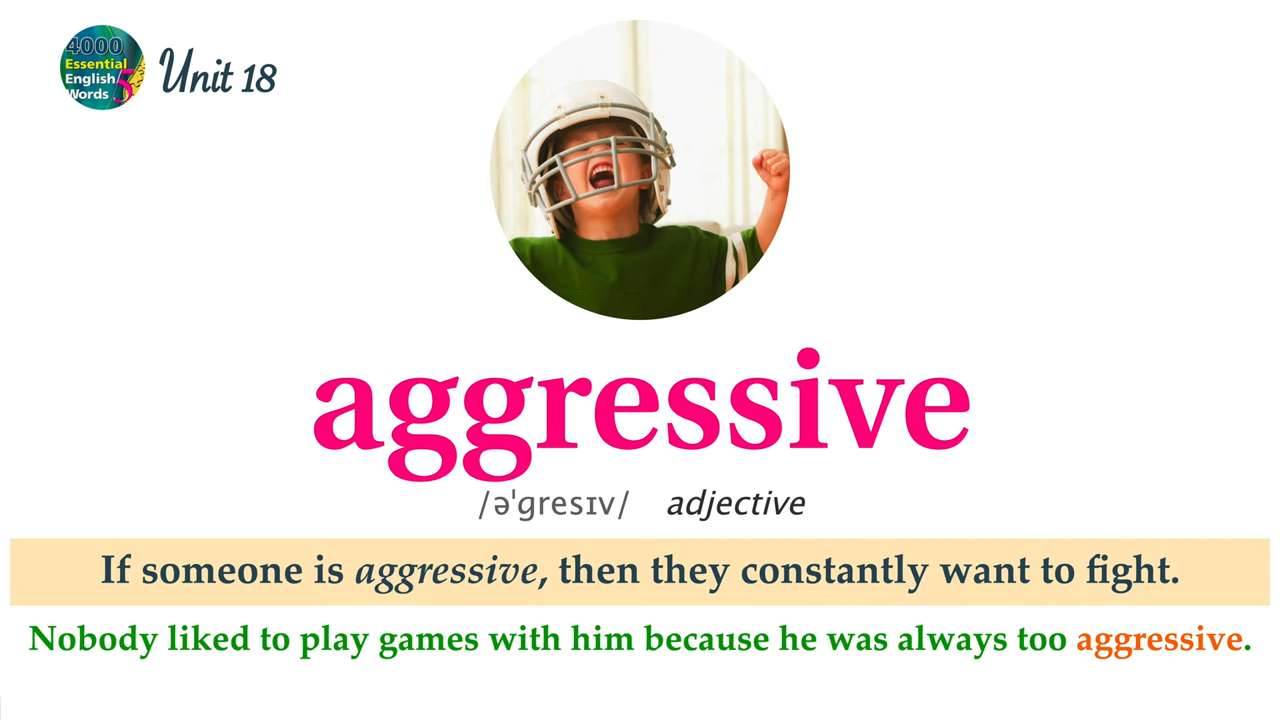 4000
Essential
English
Words 5
Unit 18
aggressive
/əˈɡresɪv/ adjective
If someone is aggressive, then they constantly want to fight.
Nobody liked to play games with him because he was always too aggressive.